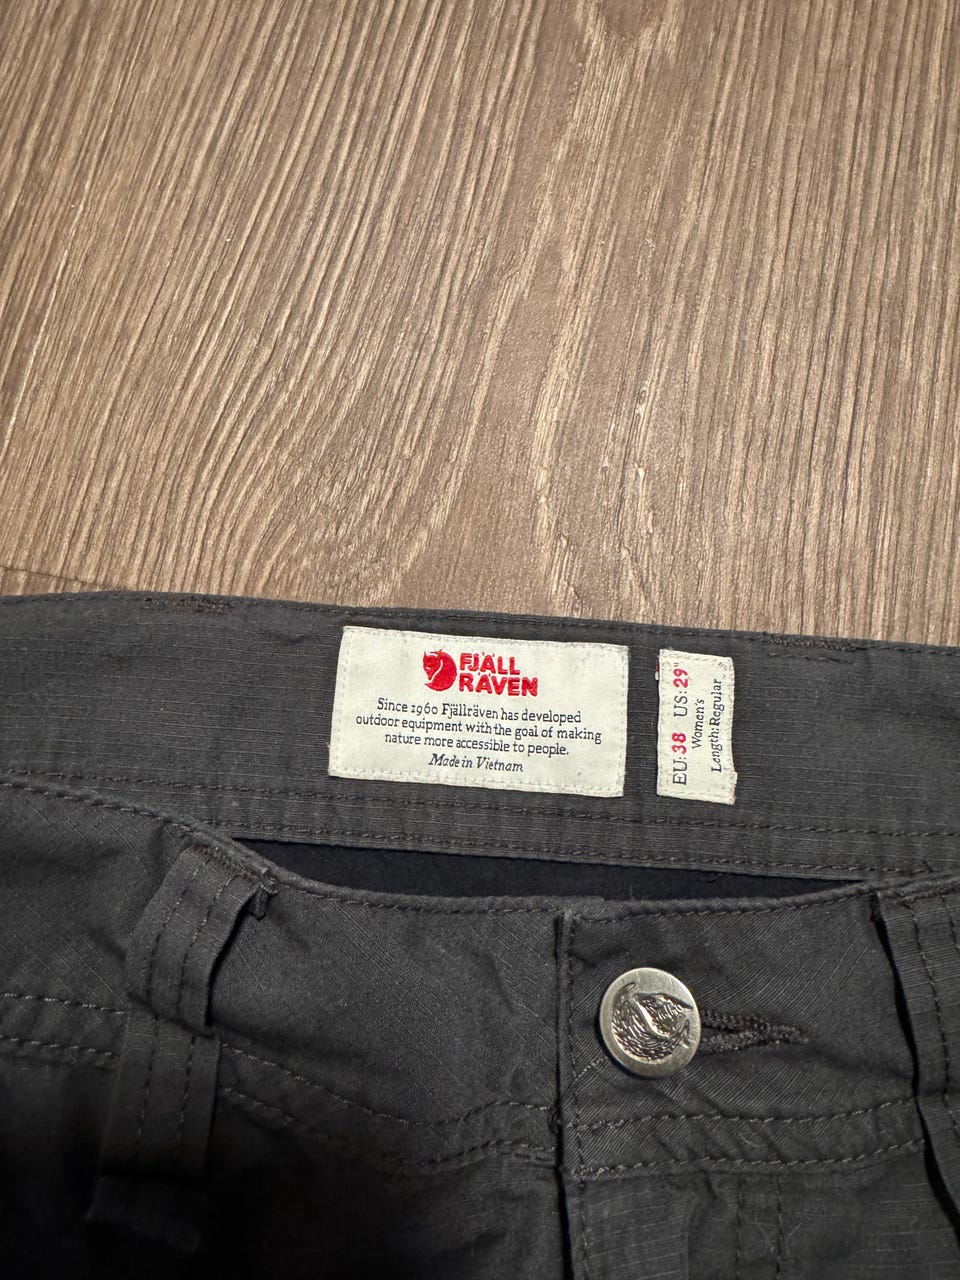 FJÄLL
RÄVEN
Since 1960 Fjällräven has developed
outdoor equipment with the goal of making
nature more accessible to people.
Made in Vietnam
EU:38 US:29"
Women's
Length:Regular